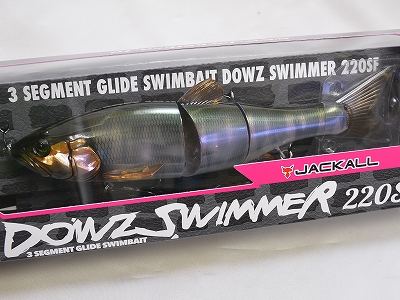 3 SEGMENT GLIDE SWIMBAIT DOWZ SWIMMER 220SF
JACKALL
DOWZ SWIMMER 220S
3 SEGMENT GLIDE SWIMBAIT